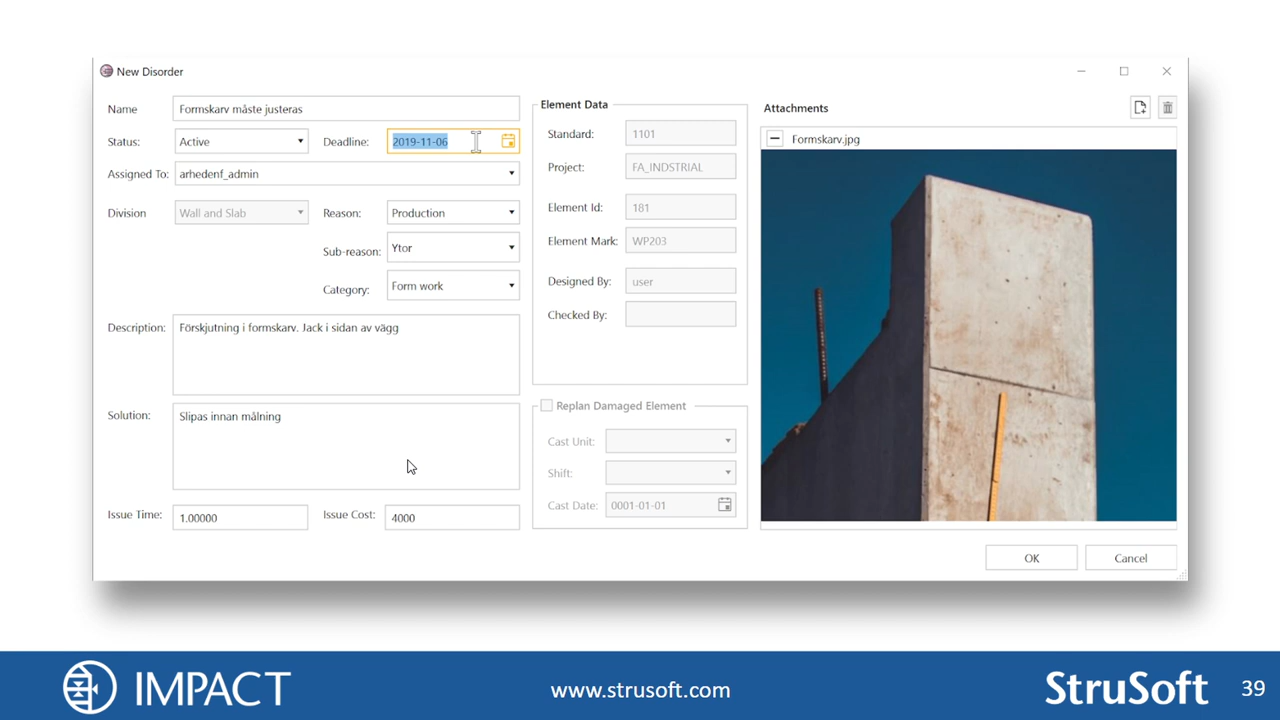 New Disorder
Name
Formskarv måste justeras
Status:
Active
Deadline:
2019-11-06
Assigned To:
arhedenf_admin
Division
Wall and Slab
Reason:
Production
Sub-reason:
Ytor
Category:
Form work
Description:
Förskjutning i formskarv. Jack i sidan av vägg
Solution:
Slipas innan målning
Issue Time:
1.00000
Issue Cost:
4000
Element Data
Standard:
1101
Project:
FA_INDSTRIAL
Element Id:
181
Element Mark:
WP203
Designed By:
user
Checked By:
Replan Damaged Element
Cast Unit:
Shift:
Cast Date:
0001-01-01
Attachments
Formskarv.jpg
OK
Cancel
IMPACT
www.strusoft.com
StruSoft
39